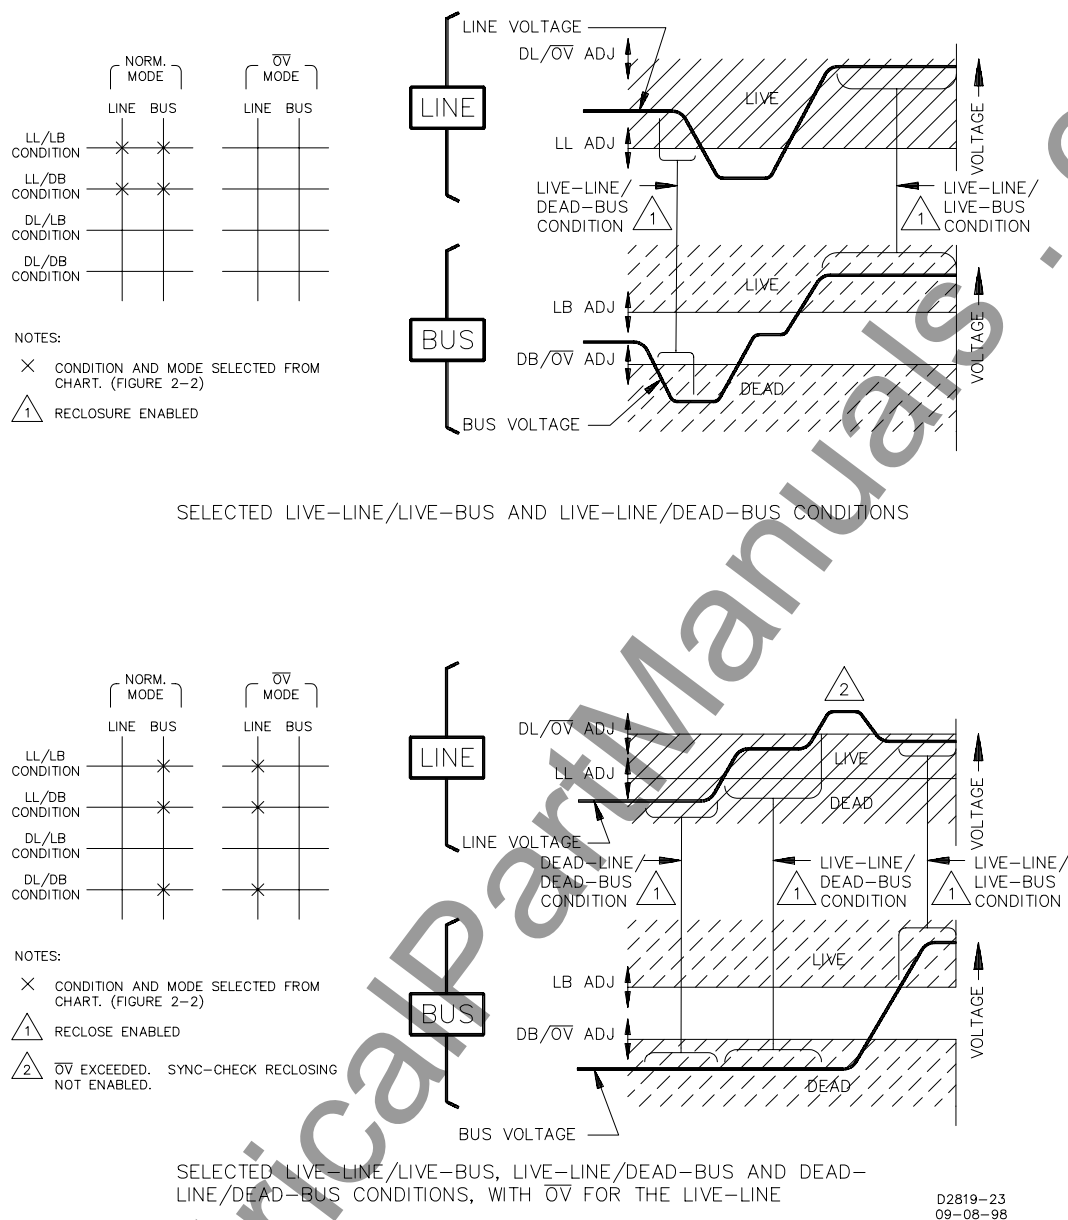 NORM. MODE
OV MODE
LINE BUS
LINE BUS
LL/LB CONDITION
LL/DB CONDITION
DL/LB CONDITION
DL/DB CONDITION
NOTES:
CONDITION AND MODE SELECTED FROM
CHART. (FIGURE 2-2)
1 RECLOSURE ENABLED
LINE
BUS
LINE VOLTAGE
DL/OV ADJ
LL ADJ
LIVE
VOLTAGE
LIVE-LINE/
DEAD-BUS
CONDITION
1
LIVE-LINE/
LIVE-BUS
CONDITION
1
LIVE
LB ADJ
DB/OV ADJ
DEAD
VOLTAGE
BUS VOLTAGE
SELECTED LIVE-LINE/LIVE-BUS AND LIVE-LINE/DEAD-BUS CONDITIONS
NORM. MODE
OV MODE
LINE BUS
LINE BUS
LL/LB CONDITION
LL/DB CONDITION
DL/LB CONDITION
DL/DB CONDITION
NOTES:
CONDITION AND MODE SELECTED FROM
CHART. (FIGURE 2-2)
1 RECLOSE ENABLED
2 OV EXCEEDED. SYNC-CHECK RECLOSING
NOT ENABLED.
LINE
BUS
2
DL/OV ADJ
LL ADJ
LIVE
DEAD
VOLTAGE
LINE VOLTAGE
DEAD-LINE/
DEAD-BUS
CONDITION
1
LIVE-LINE/
DEAD-BUS
CONDITION
1
LIVE-LINE/
LIVE-BUS
CONDITION
1
LIVE
LB ADJ
DB/OV ADJ
DEAD
VOLTAGE
BUS VOLTAGE
SELECTED LIVE-LINE/LIVE-BUS, LIVE-LINE/DEAD-BUS AND DEAD-
LINE/DEAD-BUS CONDITIONS, WITH OV FOR THE LIVE-LINE
D2819-23
09-08-98
ricalPartManuals .